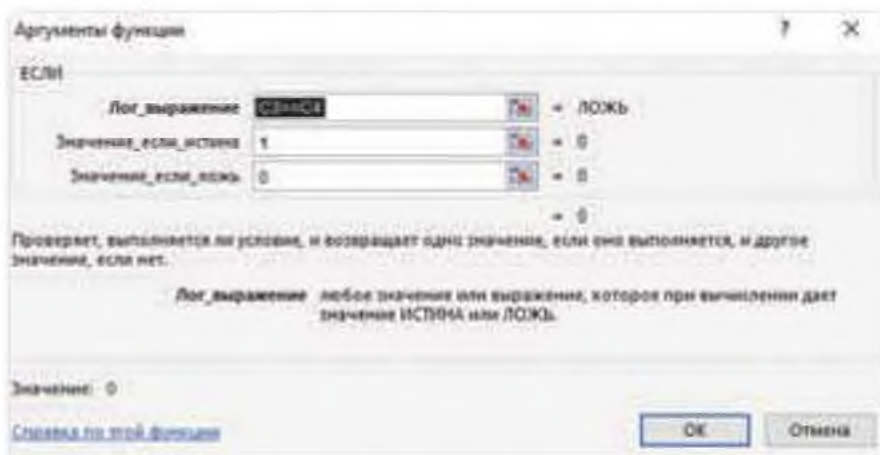 Аргументы функции ? ×
ЕСЛИ
Лог_выражение = ЛОЖЬ
Значение_если_истина 1 = 0
Значение_если_ложь 0 = 0
= 0
Проверяет, выполняется ли условие, и возвращает одно значение, если оно выполняется, и другое
значение, если нет.
Лог_выражение любое значение или выражение, которое при вычислении дает
значение ИСТИНА или ЛОЖЬ.
Значение: 0
Справка по этой функции ОК Отмена